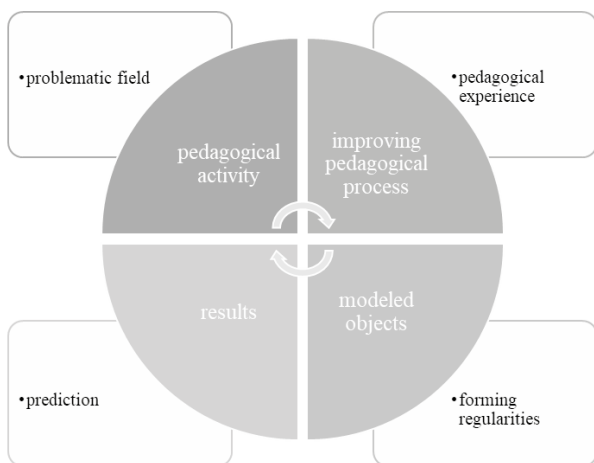 •problematic field
•pedagogical
experience
pedagogical
activity
improving
pedagogical
process
results
modeled
objects
•prediction
•forming
regularities